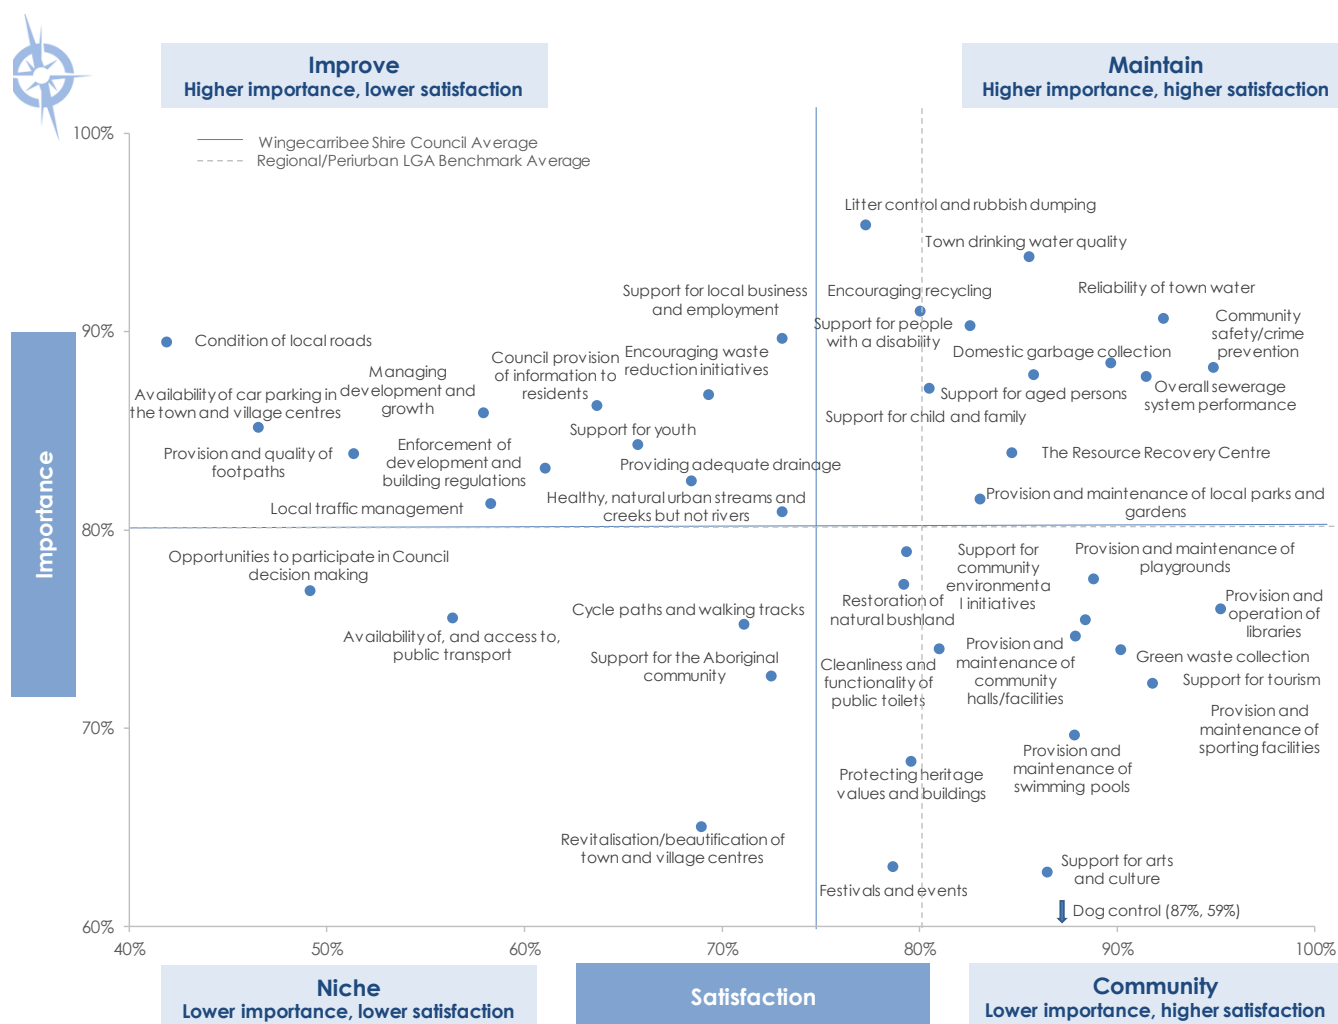 Improve
Higher importance, lower satisfaction
Maintain
Higher importance, higher satisfaction
100%
Wingecarribee Shire Council Average
Regional/Periurban LGA Benchmark Average
Litter control and rubbish dumping
Town drinking water quality
Support for local business
and employment
Encouraging recycling
Reliability of town water
Support for people
with a disability
Community
safety/crime
prevention
90%
Condition of local roads
Council provision
of information to
residents
Encouraging waste
reduction initiatives
Domestic garbage collection
Managing
development and
growth
Availability of car parking in
the town and village centres
Support for aged persons
Overall sewerage
system performance
Support for child and family
Support for youth
Provision and quality of
footpaths
Enforcement of
development and
building regulations
Providing adequate drainage
The Resource Recovery Centre
Local traffic management
Healthy, natural urban streams and
creeks but not rivers
Provision and maintenance of local parks and
gardens
Importance
80%
Opportunities to participate in Council
decision making
Support for
community
environmenta
l initiatives
Provision and maintenance of
playgrounds
Restoration of
natural bushland
Provision and
operation of
libraries
Cycle paths and walking tracks
Availability of, and access to,
public transport
Support for the Aboriginal
community
Cleanliness and
functionality of
public toilets
Provision and
maintenance of
community
halls/facilities
Green waste collection
Support for tourism
Provision and
maintenance of
sporting facilities
70%
Provision and
maintenance of
swimming pools
Protecting heritage
values and buildings
Revitalisation/beautification of
town and village centres
Festivals and events
Support for arts
and culture
Dog control (87%, 59%)
60%
40%
50%
60%
70%
80%
90%
100%
Niche
Lower importance, lower satisfaction
Satisfaction
Community
Lower importance, higher satisfaction